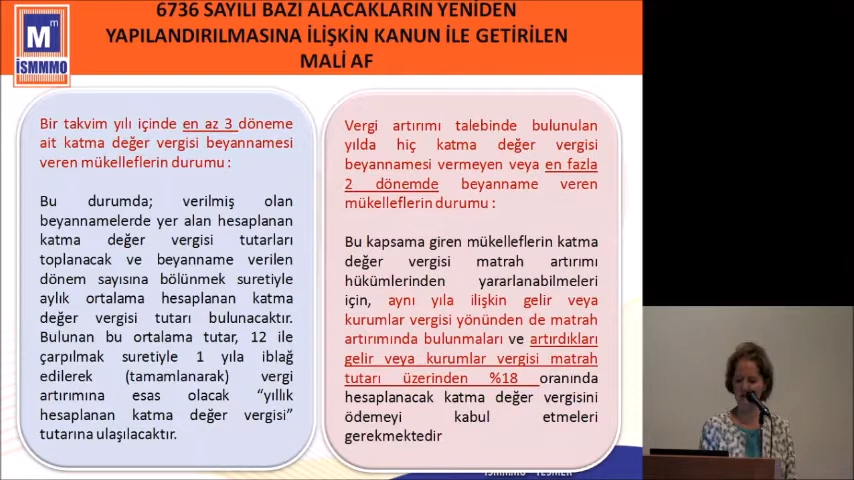 6736 SAYILI BAZI ALACAKLARIN YENİDEN
YAPILANDIRILMASINA İLİŞKİN KANUN İLE GETİRİLEN
MALİ AF
Mm
İSMMMO
Bir takvim yılı içinde en az 3 döneme
ait katma değer vergisi beyannamesi
veren mükelleflerin durumu :
Bu durumda; verilmiş olan
beyannamelerde yer alan hesaplanan
katma değer vergisi tutarları
toplanacak ve beyanname verilen
dönem sayısına bölünmek suretiyle
aylık ortalama hesaplanan katma
değer vergisi tutarı bulunacaktır.
Bulunan bu ortalama tutar, 12 ile
çarpılmak suretiyle 1 yıla iblağ
edilerek (tamamlanarak) vergi
artırımına esas olacak “yıllık
hesaplanan katma değer vergisi”
tutarına ulaşılacaktır.
Vergi artırımı talebinde bulunulan
yılda hiç katma değer vergisi
beyannamesi vermeyen veya en fazla
2 dönemde beyanname veren
mükelleflerin durumu :
Bu kapsama giren mükelleflerin katma
değer vergisi matrah artırımı
hükümlerinden yararlanabilmeleri
için, aynı yıla ilişkin gelir veya
kurumlar vergisi yönünden de matrah
artırımında bulunmaları ve artırdıkları
gelir veya kurumlar vergisi matrah
tutarı üzerinden %18 oranında
hesaplanacak katma değer vergisini
ödemeyi kabul etmeleri
gerekmektedir